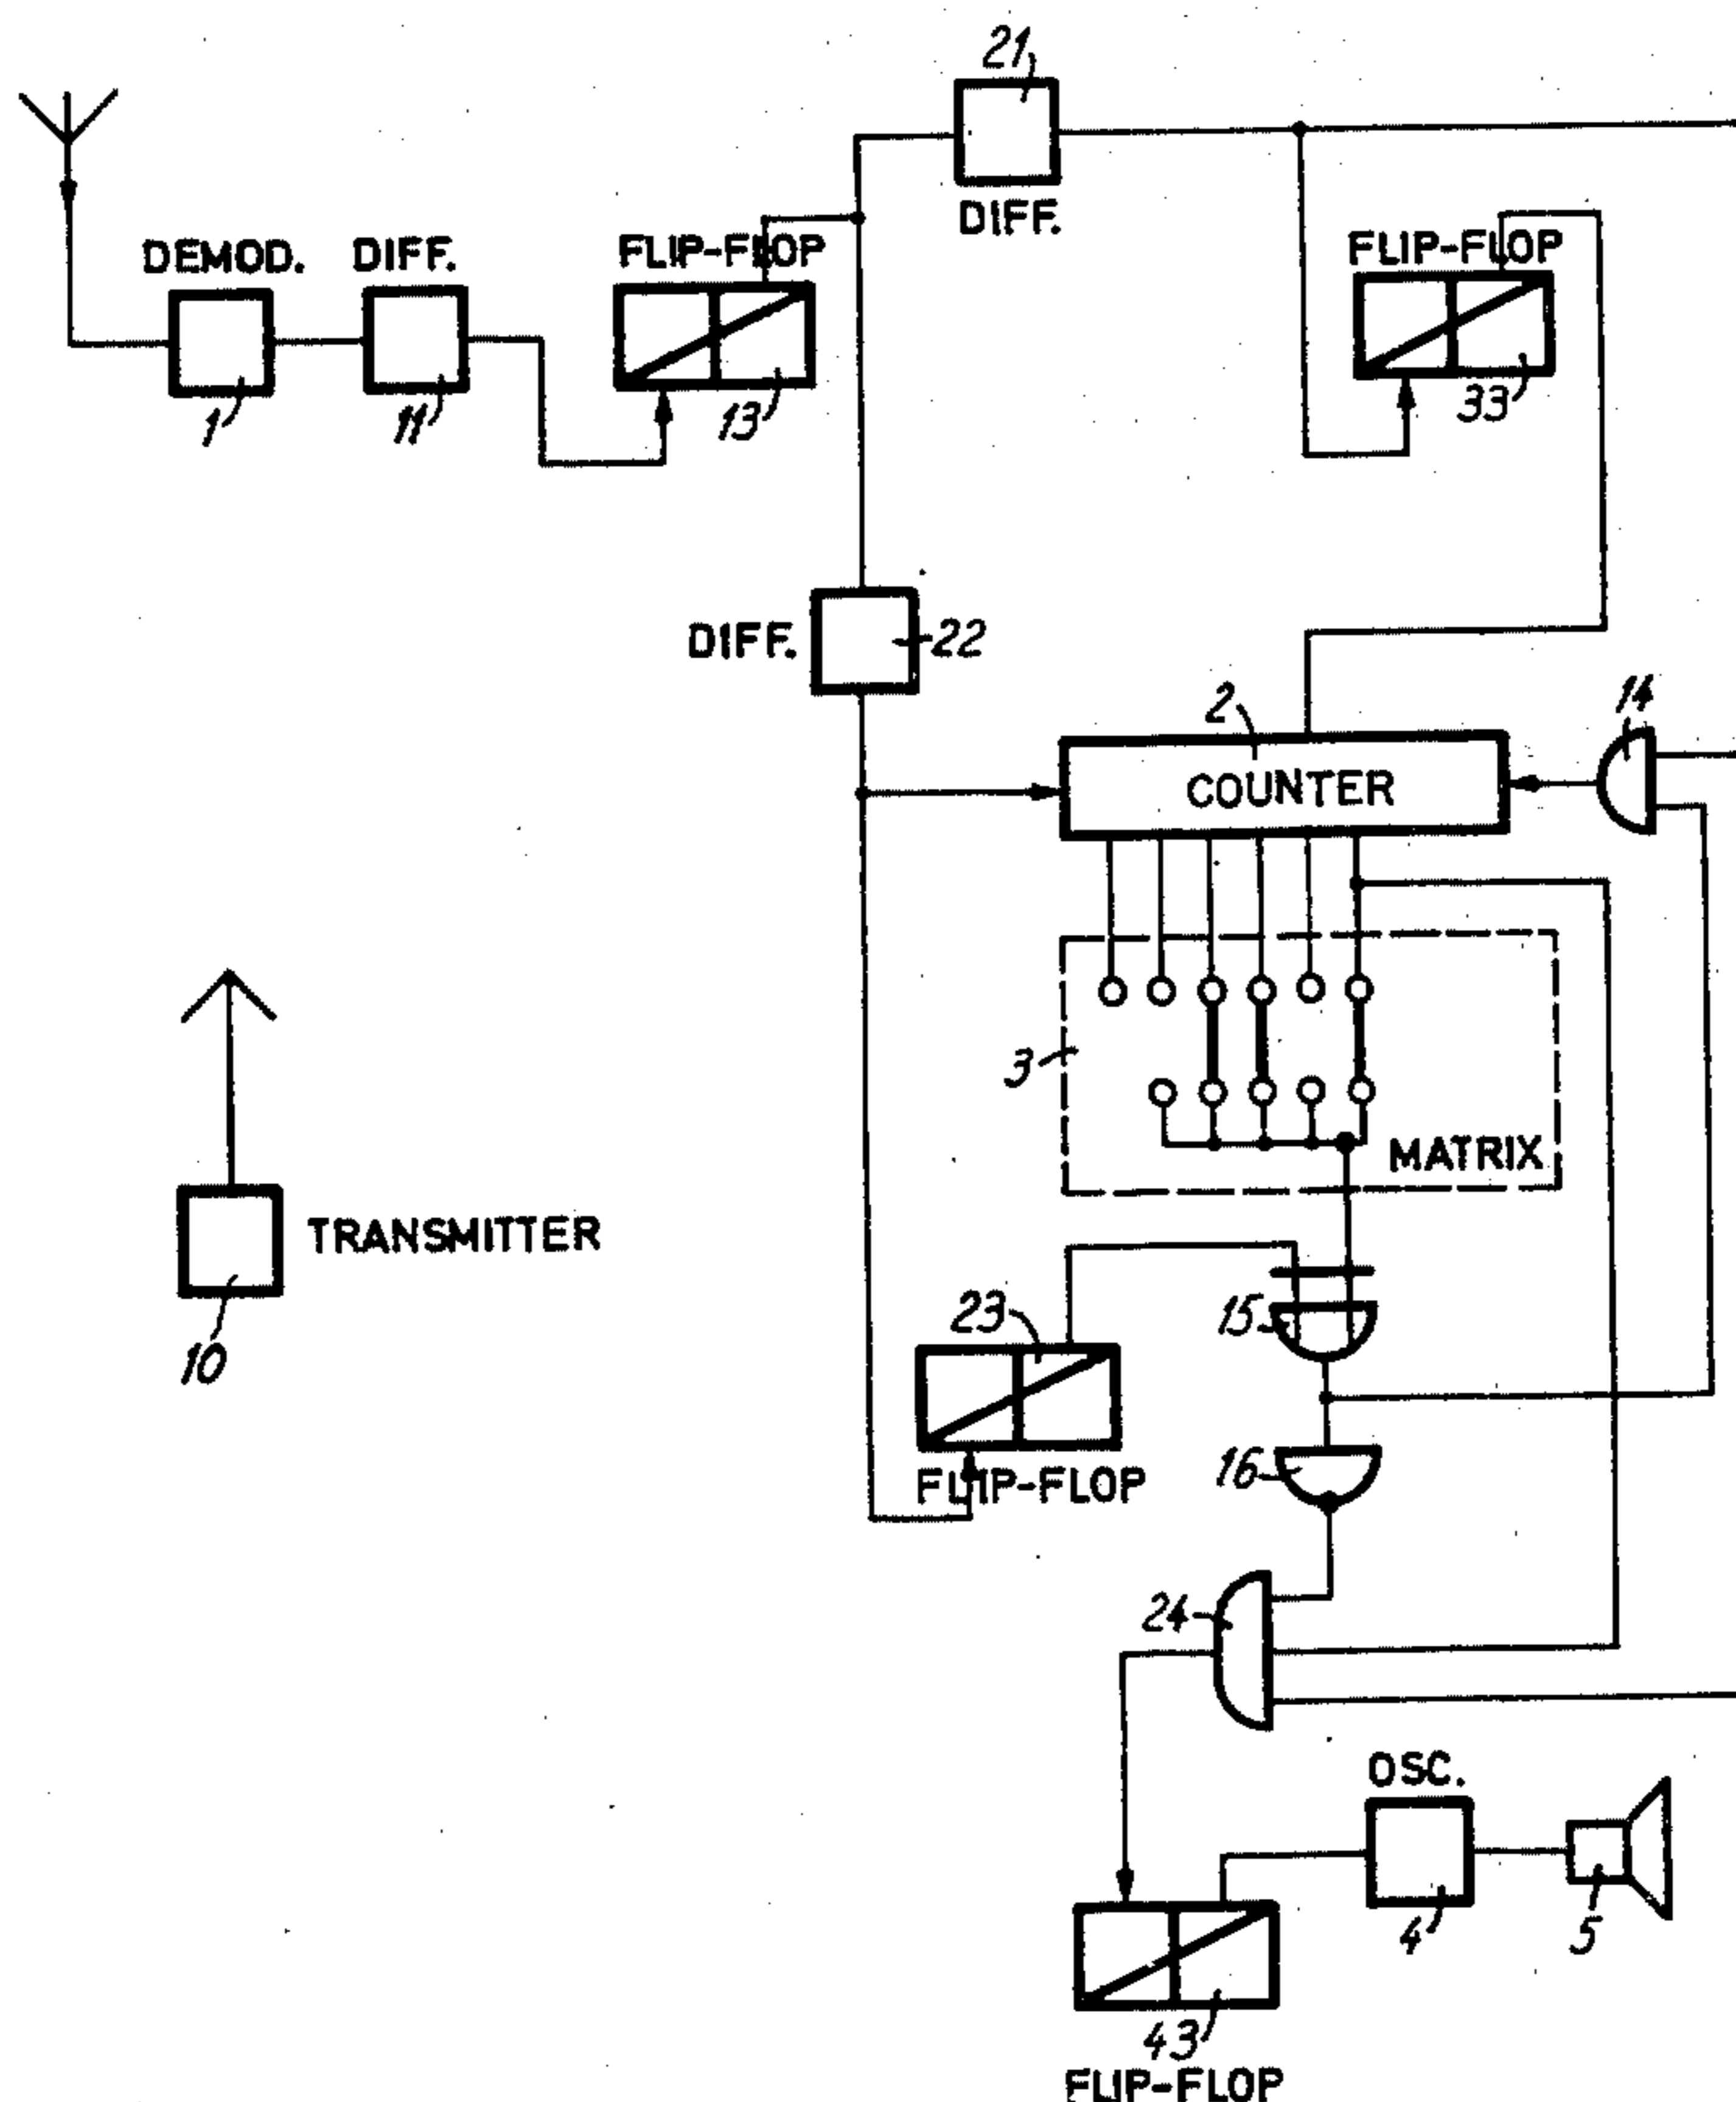 21
DIFF.
DEMOD.
DIFF.
FLIP-FLOP
FLIP-FLOP
1
11
13
33
DIFF.
22
2
14
COUNTER
3
MATRIX
TRANSMITTER
10
23
15
FLIP-FLOP
16
24
OSC.
4
5
43
FLIP-FLOP